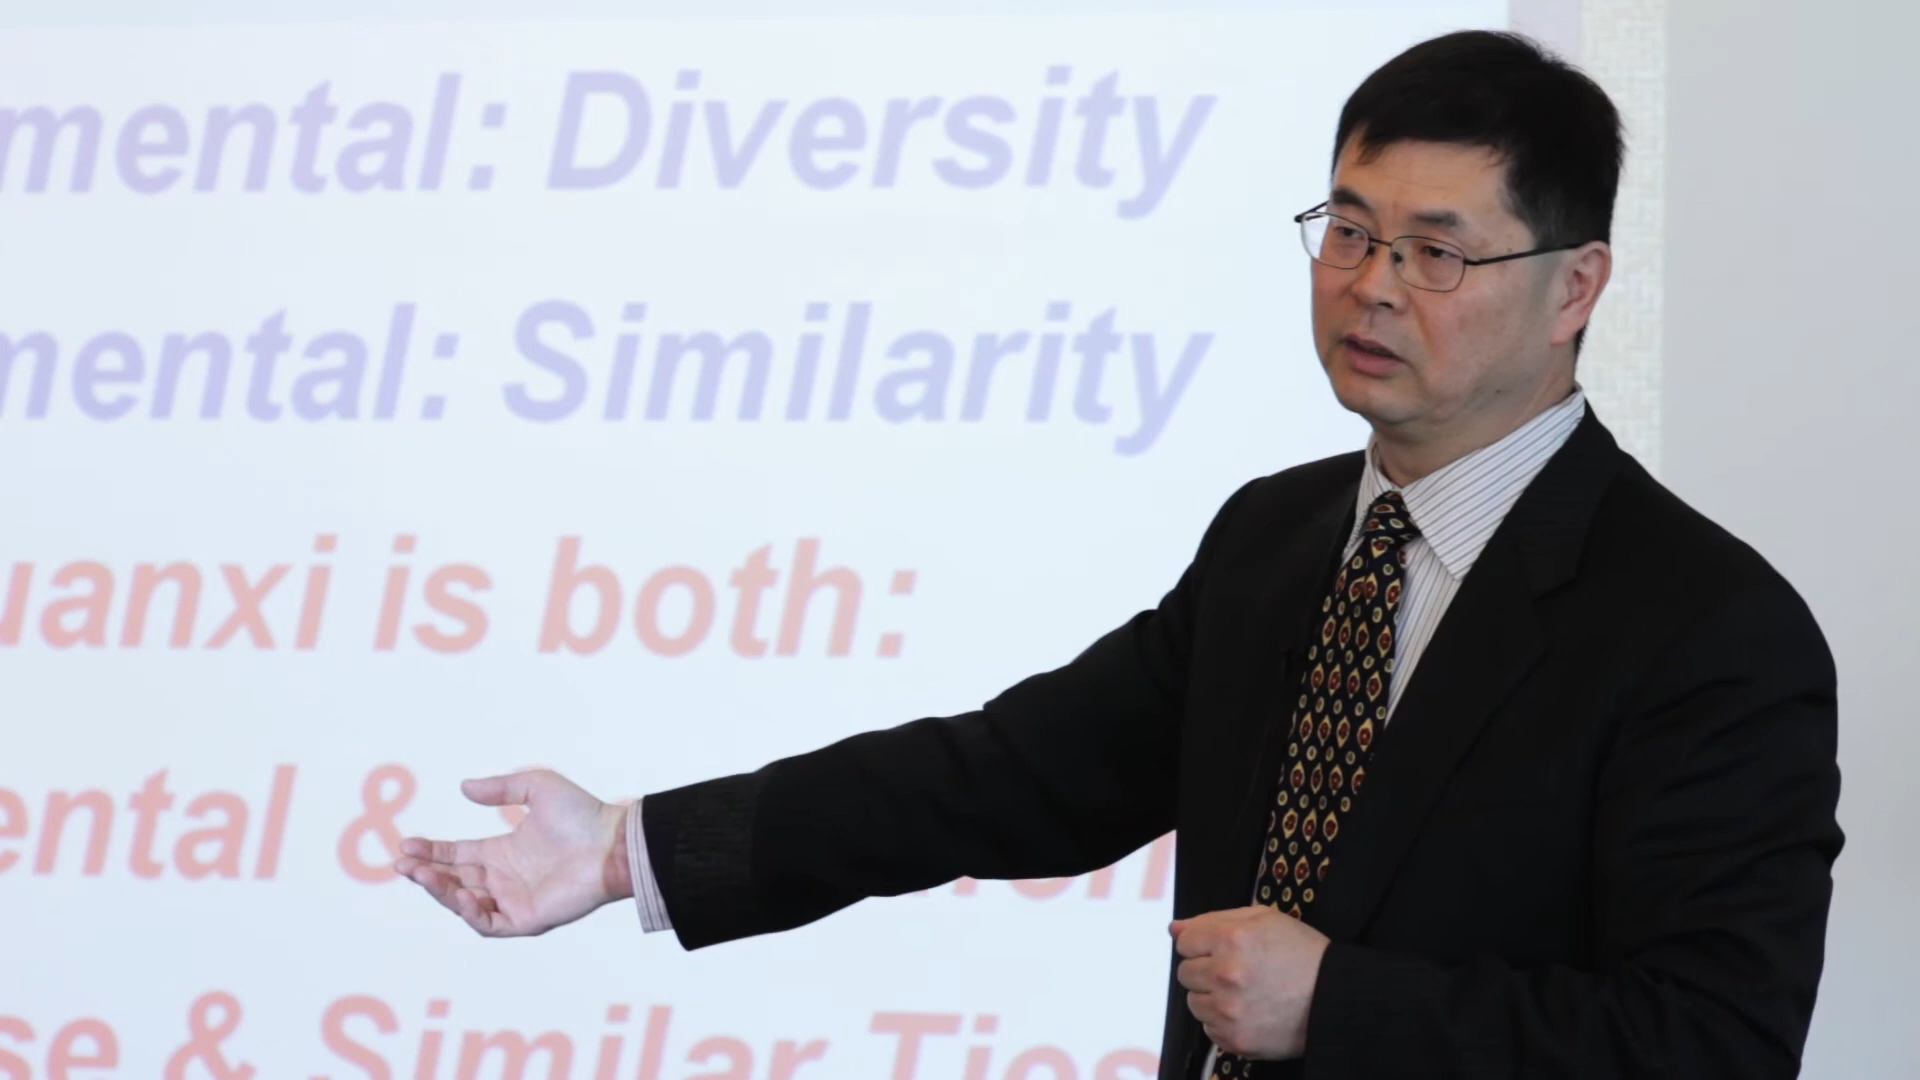 mental: Diversity
mental: Similarity
uanxi is both:
ental &
se & Similar Ties